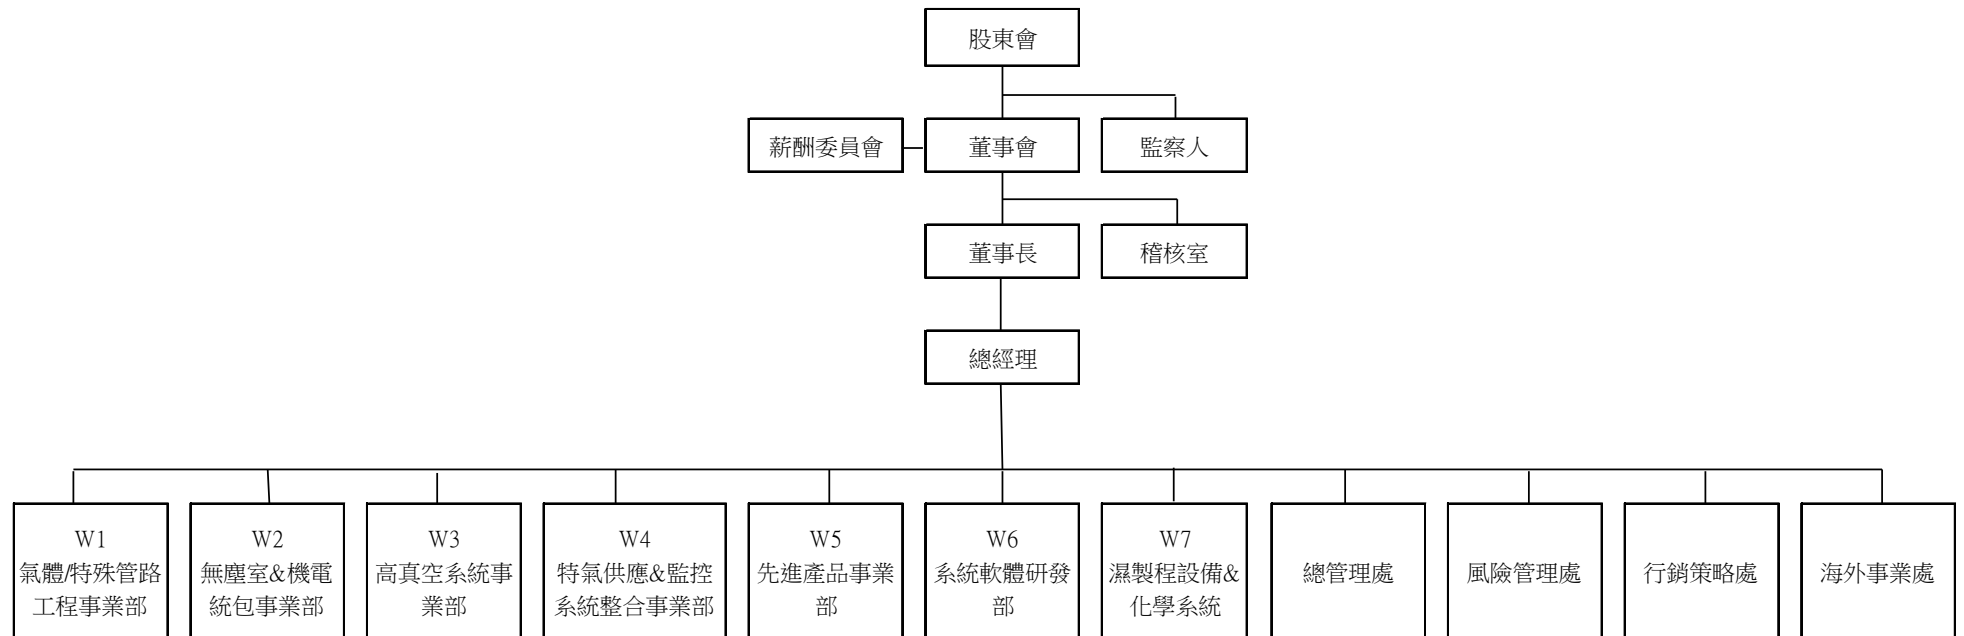 股東會
薪酬委員會
董事會
監察人
董事長
稽核室
總經理
W1
氣體/特殊管路
工程事業部
W2
無塵室&機電
統包事業部
W3
高真空系統事
業部
W4
特氣供應&監控
系統整合事業部
W5
先進產品事業
部
W6
系統軟體研發
部
W7
濕製程設備&
化學系統
總管理處
風險管理處
行銷策略處
海外事業處